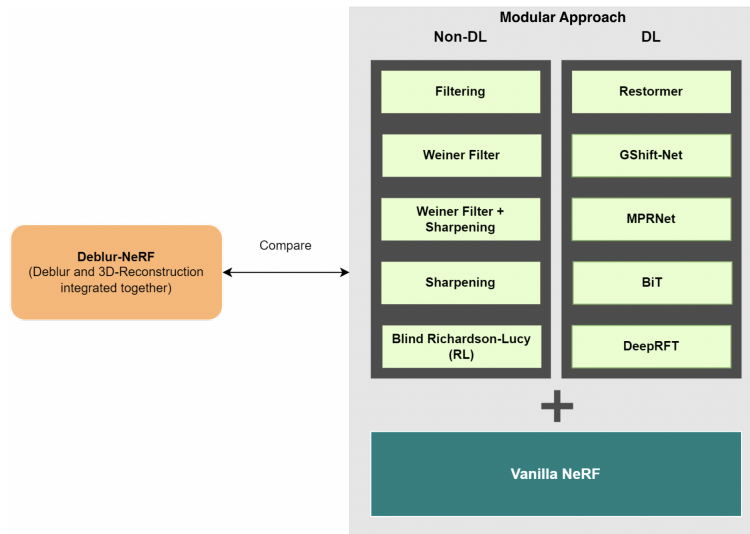 Modular Approach
Non-DL
DL
Filtering
Restormer
Weiner Filter
GShift-Net
Weiner Filter +
Sharpening
MPRNet
Deblur-NeRF
(Deblur and 3D-Reconstruction
integrated together)
Compare
Sharpening
BiT
Blind Richardson-Lucy
(RL)
DeepRFT
Vanilla NeRF